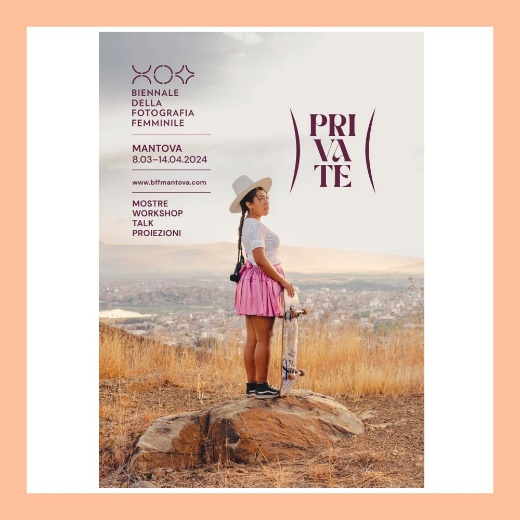 BIENNALE
DELLA
FOTOGRAFIA
FEMMINILE
MANTOVA
8.03–14.04.2024
www.bffmantova.com
MOSTRE
WORKSHOP
TALK
PROIEZIONI
PRI
VA
TE